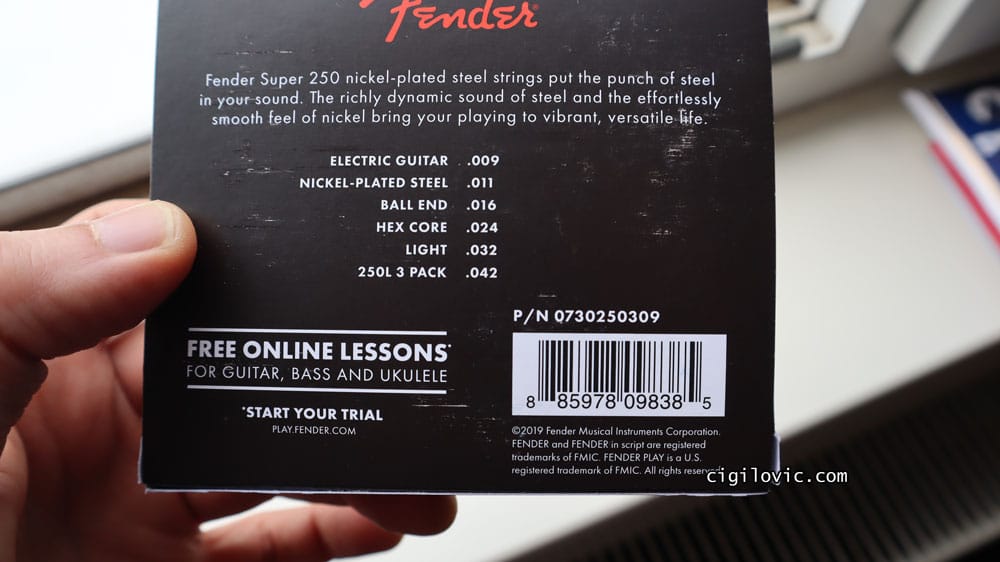 Fender
Fender Super 250 nickel-plated steel strings put the punch of steel
in your sound. The richly dynamic sound of steel and the effortlessly
smooth feel of nickel bring your playing to vibrant, versatile life.
ELECTRIC GUITAR .009
NICKEL-PLATED STEEL .011
BALL END .016
HEX CORE .024
LIGHT .032
250L 3 PACK .042
P/N 0730250309
8 85978 09838 5
FREE ONLINE LESSONS*
FOR GUITAR, BASS AND UKULELE
*START YOUR TRIAL
PLAY.FENDER.COM
©2019 Fender Musical Instruments Corporation.
FENDER and FENDER in script are registered
trademarks of FMIC. FENDER PLAY is a U.S.
registered trademark of FMIC. All rights
cigilovic.com